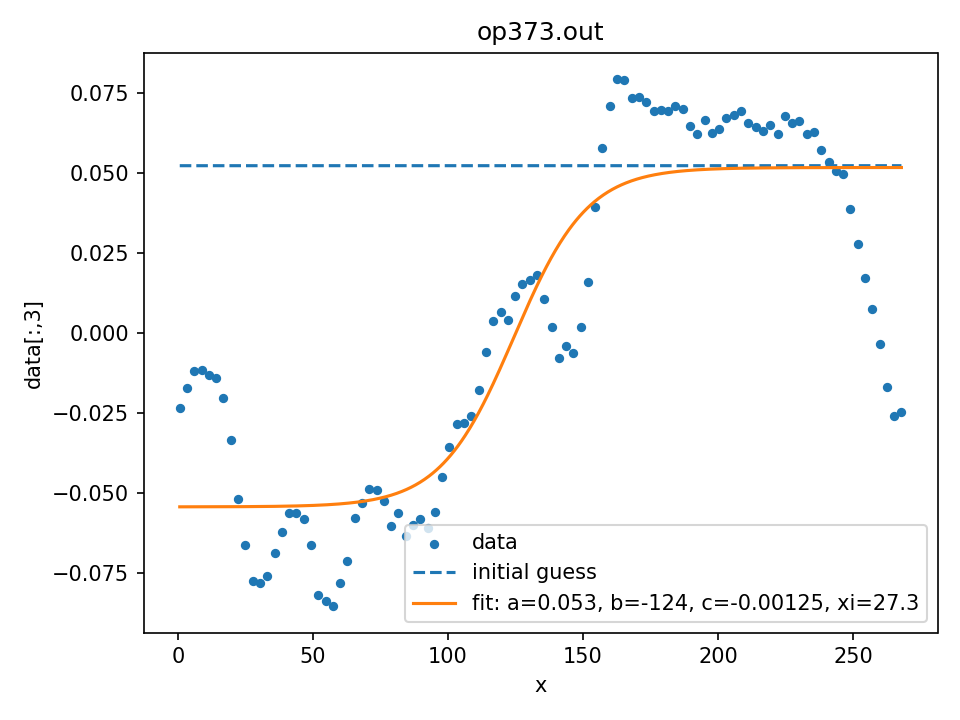 op373.out
0.075
0.050
0.025
0.000
−0.025
−0.050
−0.075
data[:,3]
data
initial guess
fit: a=0.053, b=-124, c=-0.00125, xi=27.3
0 50 100 150 200 250
x